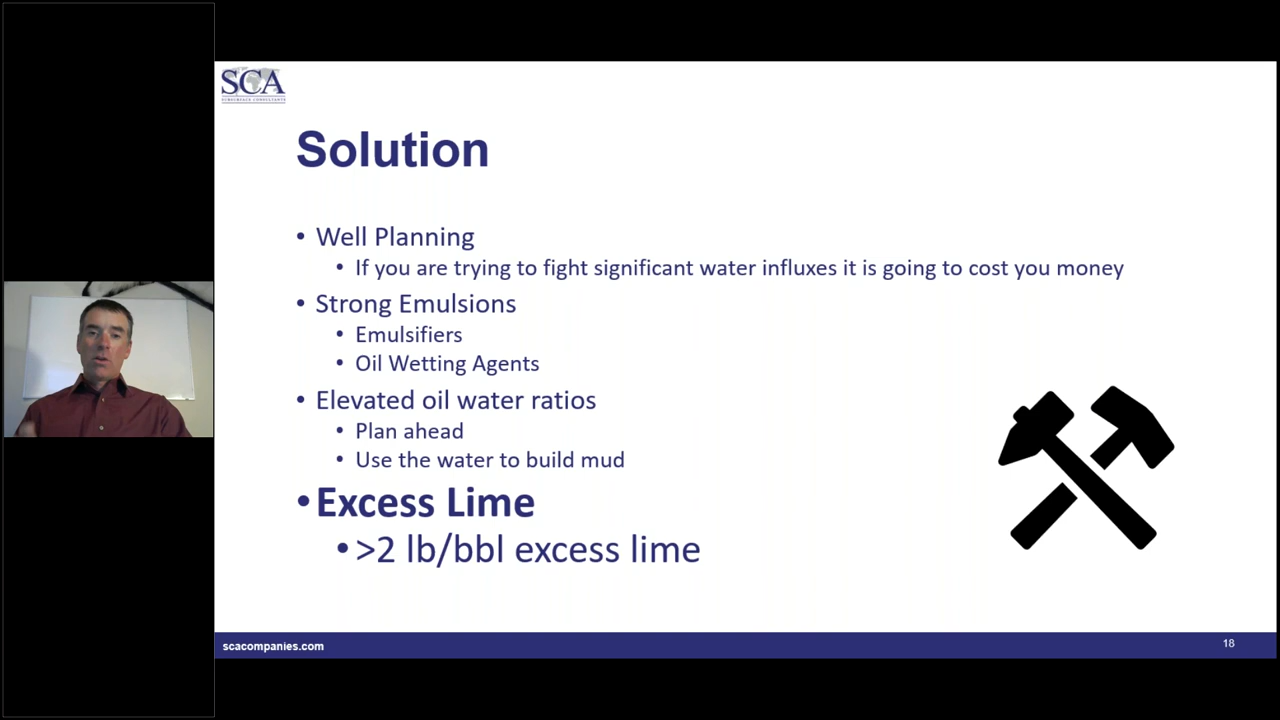 SCA
SUBSURFACE CONSULTANTS
Solution
• Well Planning
• If you are trying to fight significant water influxes it is going to cost you money
• Strong Emulsions
• Emulsifiers
• Oil Wetting Agents
• Elevated oil water ratios
• Plan ahead
• Use the water to build mud
• Excess Lime
• >2 lb/bbl excess lime
scacompanies.com
18